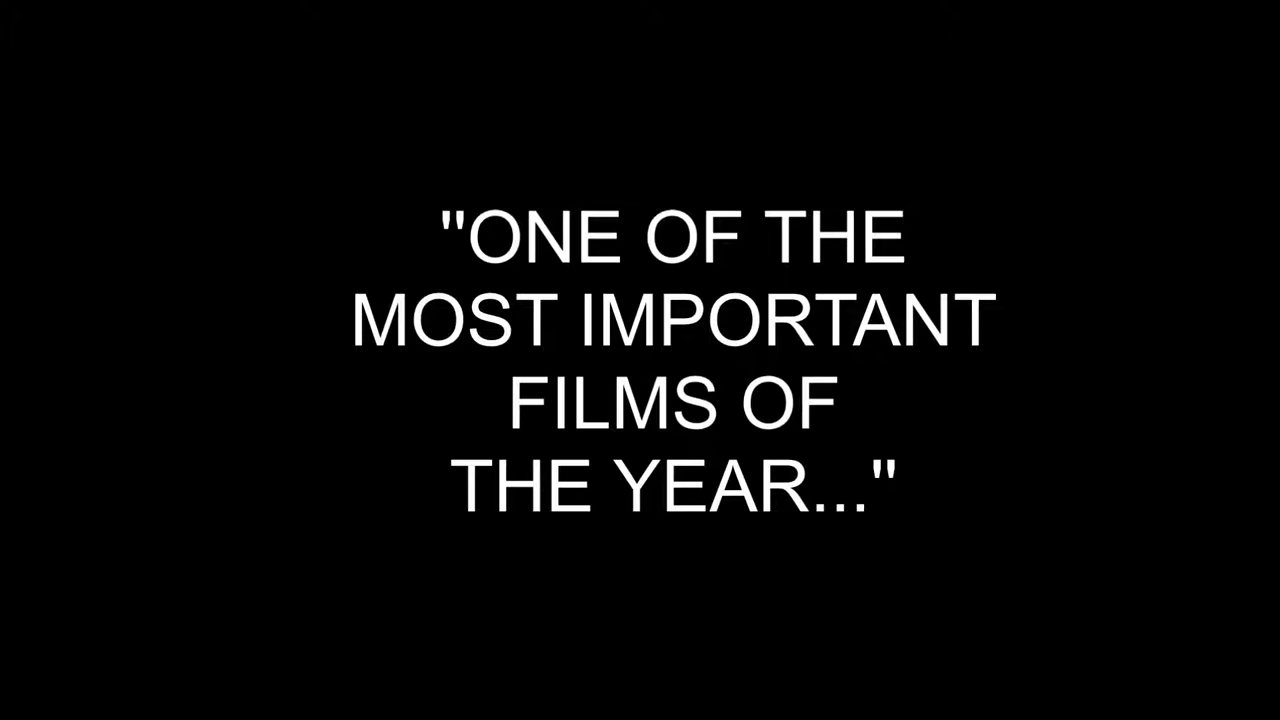 "ONE OF THE
MOST IMPORTANT
FILMS OF
THE YEAR..."